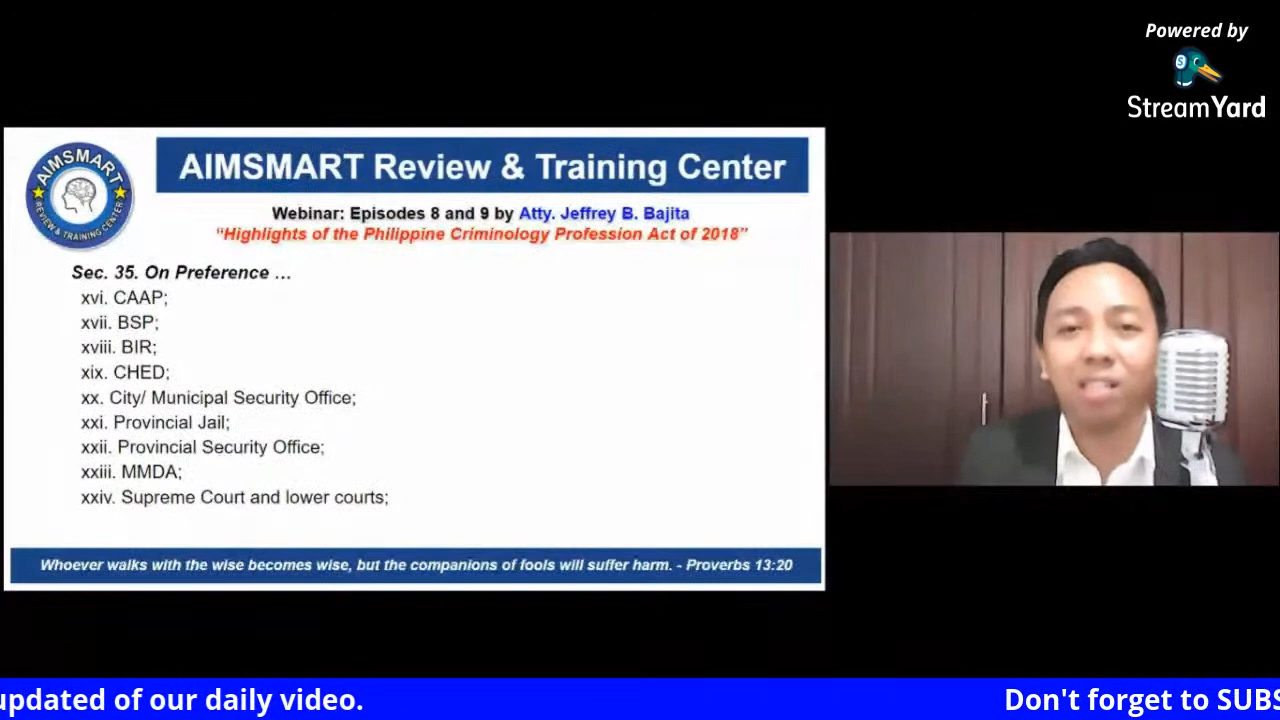 Powered by
StreamYard
AIMSMART
REVIEW & TRAINING CENTER
AIMSMART Review & Training Center
Webinar: Episodes 8 and 9 by Atty. Jeffrey B. Bajita
“Highlights of the Philippine Criminology Profession Act of 2018”
Sec. 35. On Preference …
xvi. CAAP;
xvii. BSP;
xviii. BIR;
xix. CHED;
xx. City/ Municipal Security Office;
xxi. Provincial Jail;
xxii. Provincial Security Office;
xxiii. MMDA;
xxiv. Supreme Court and lower courts;
Whoever walks with the wise becomes wise, but the companions of fools will suffer harm. - Proverbs 13:20
updated of our daily video. Don't forget to SUBS